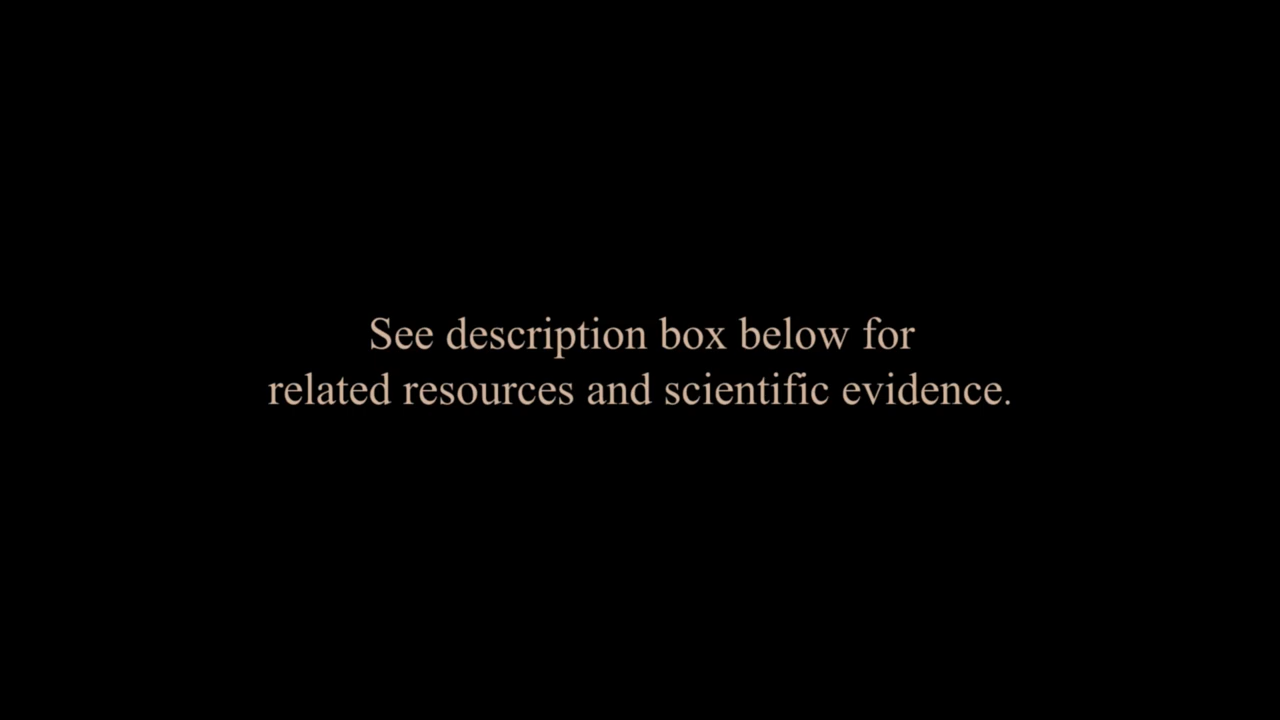 See description box below for
related resources and scientific evidence.